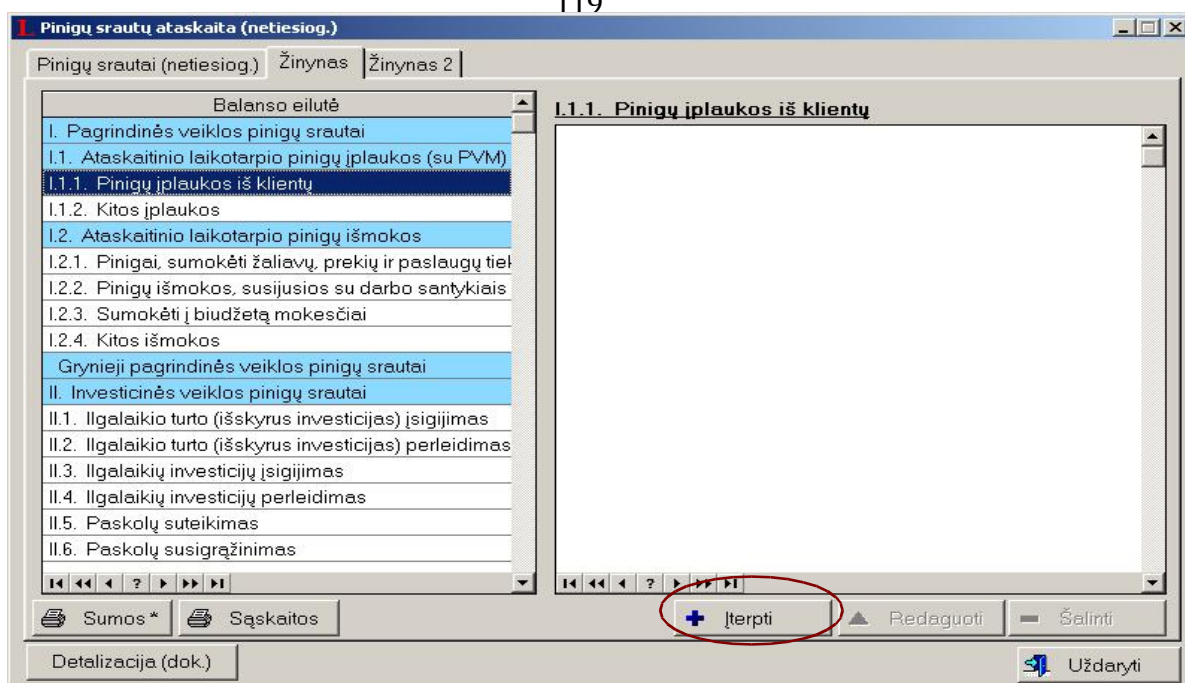 119
Pinigų srautų ataskaita (netiesiog.)
Pinigų srautai (netiesiog.) Žinynas Žinynas 2
Balanso eilutė
I. Pagrindinės veiklos pinigų srautai
I.1. Ataskaitinio laikotarpio pinigų įplaukos (su PVM)
I.1.1. Pinigų įplaukos iš klientų
I.1.2. Kitos įplaukos
I.2. Ataskaitinio laikotarpio pinigų išmokos
I.2.1. Pinigai, sumokėti žaliavų, prekių ir paslaugų tiek
I.2.2. Pinigų išmokos, susijusios su darbo santykiais
I.2.3. Sumokėti į biudžetą mokesčiai
I.2.4. Kitos išmokos
Grynieji pagrindinės veiklos pinigų srautai
II. Investicinės veiklos pinigų srautai
II.1. Ilgalaikio turto (išskyrus investicijas) įsigijimas
II.2. Ilgalaikio turto (išskyrus investicijas) perleidimas
II.3. Ilgalaikių investicijų įsigijimas
II.4. Ilgalaikių investicijų perleidimas
II.5. Paskolų suteikimas
II.6. Paskolų susigrąžinimas
I.1.1. Pinigų įplaukos iš klientų
Sumos * Sąskaitos
Įterpti Redaguoti Šalinti
Detalizacija (dok.) Uždaryti